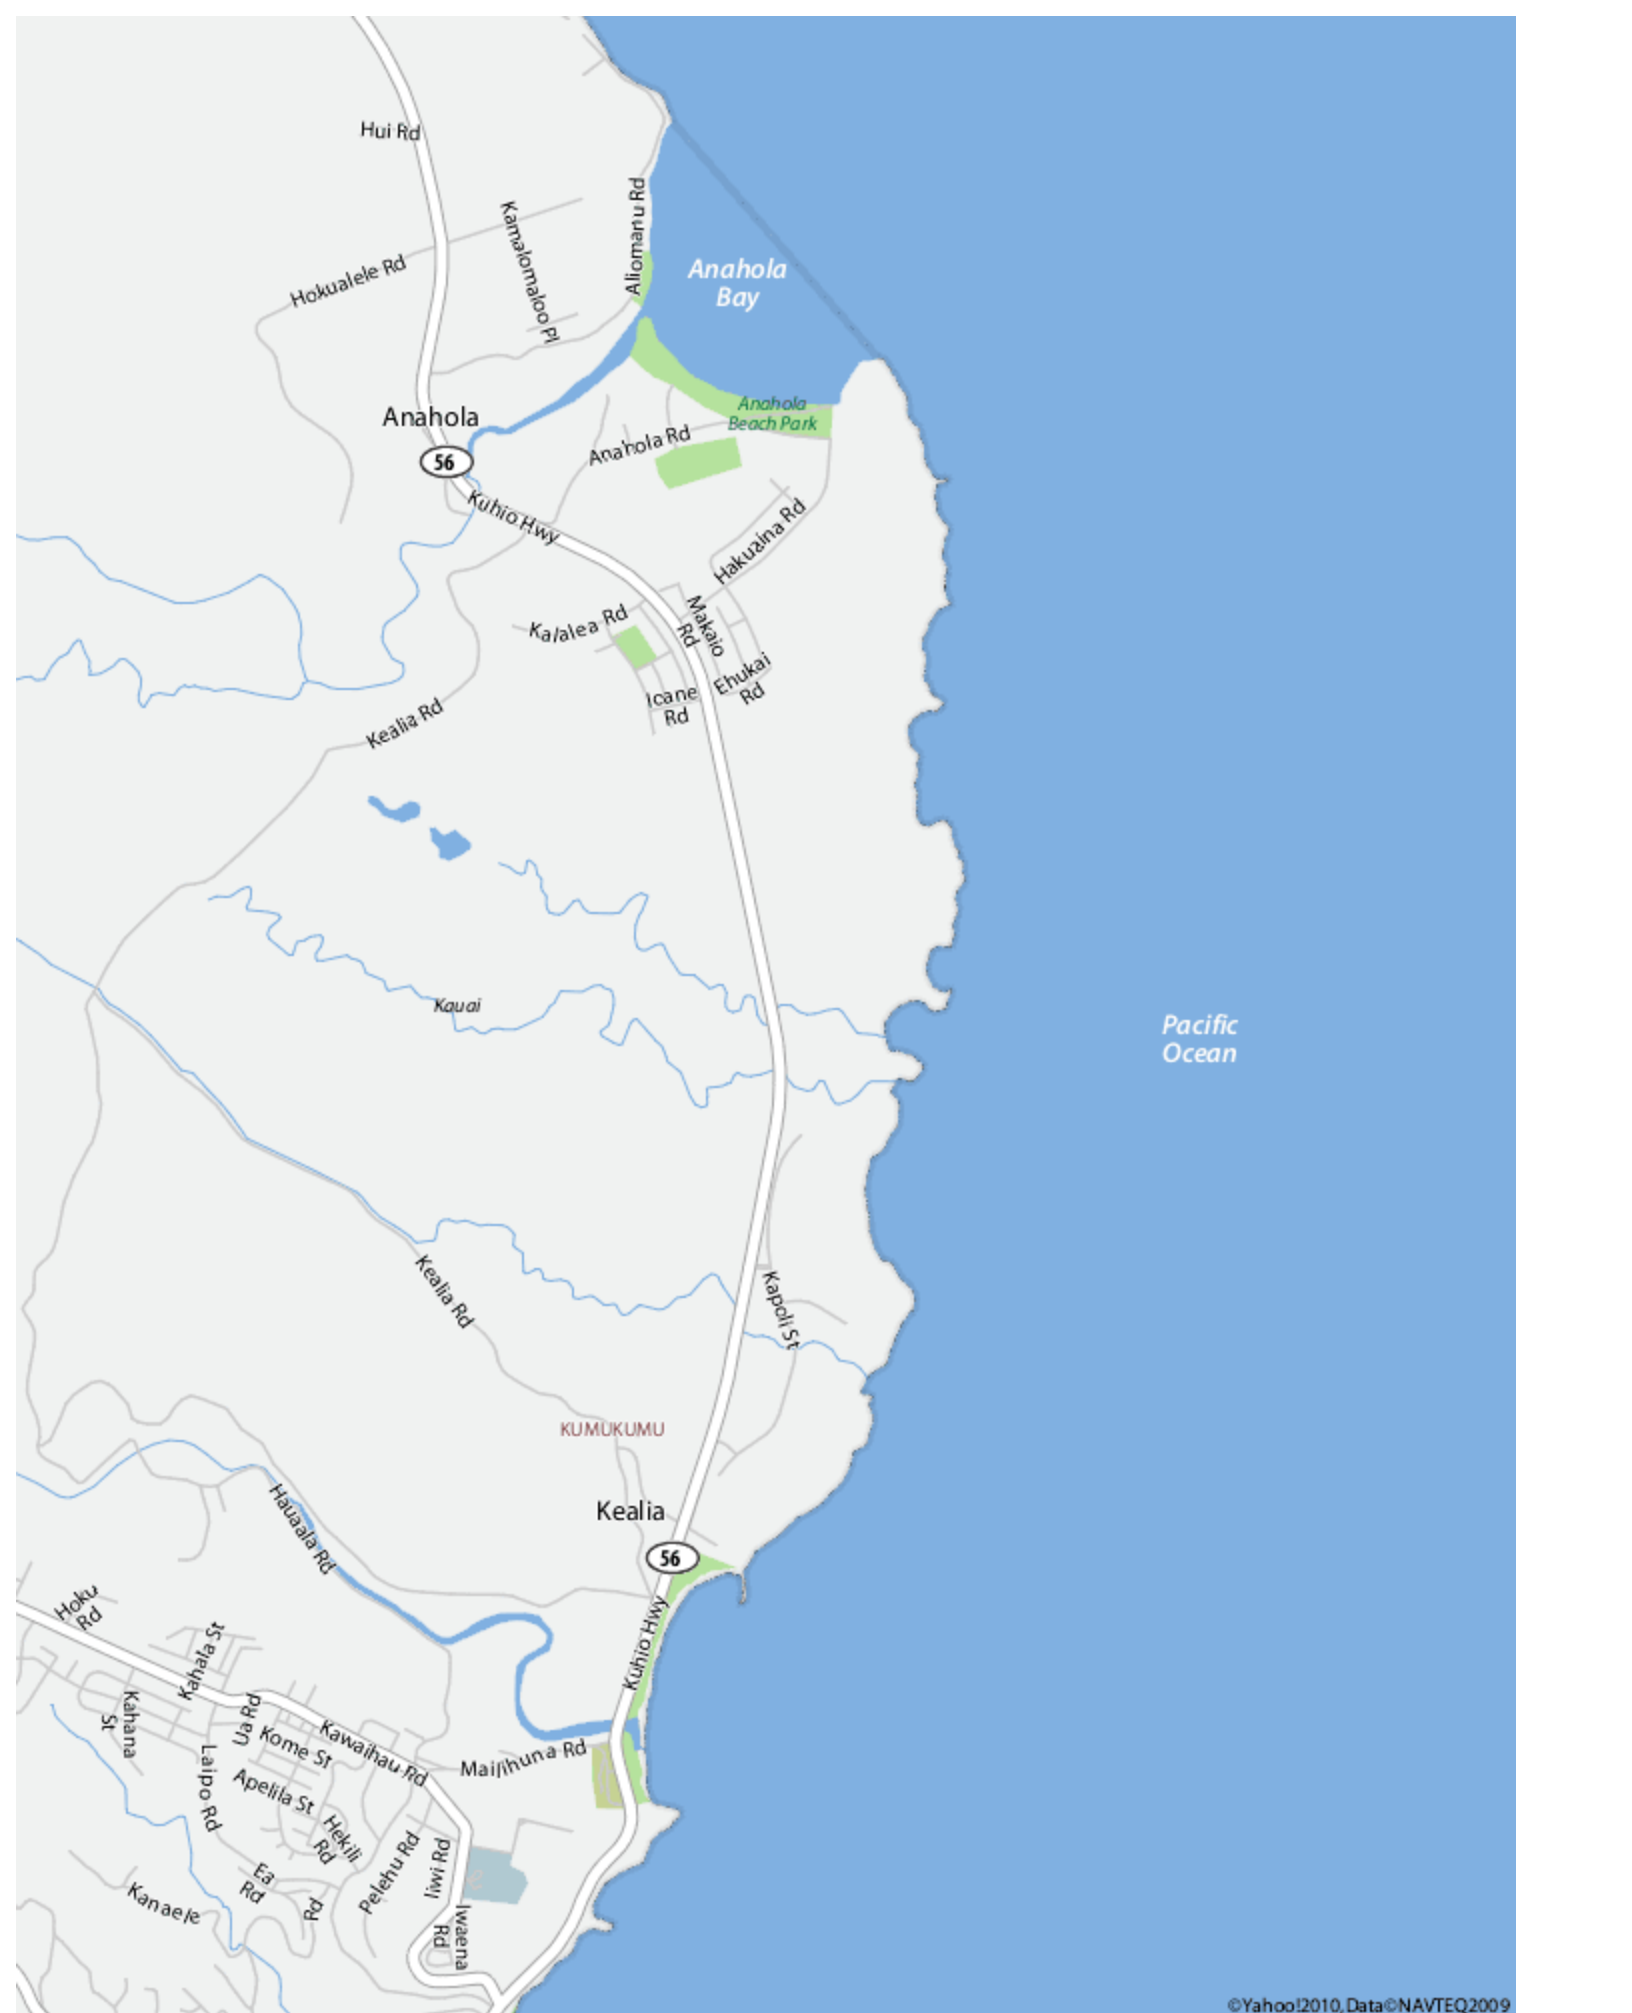 Hui Rd
Kamalomaloo Pl
Aliomanu Rd
Hokualele Rd
Anahola
Bay
Anahola
Anahola
Beach Park
Anahola Rd
56
Kuhio Hwy
Hakuaina Rd
Ka/alea Rd
Makaio
Rd
Ehukai
Rd
Icane
Rd
Kealia Rd
Kauai
Pacific
Ocean
Kealia Rd
Kapoli St
KUMUKUMU
Kealia
Hauaala Rd
56
Hoku
Rd
Kuhio Hwy
Kahala St
Kahana
St
Ua Rd
Kome St
Kawaihau Rd
Mailihuna Rd
Laipo Rd
Apelila St
Hekili
Rd
Pelehu Rd
Iiwi Rd
Ea
Rd
Rd
Kanaele
Iwaena
Rd
©Yahoo!2010,Data©NAVTEQ2009